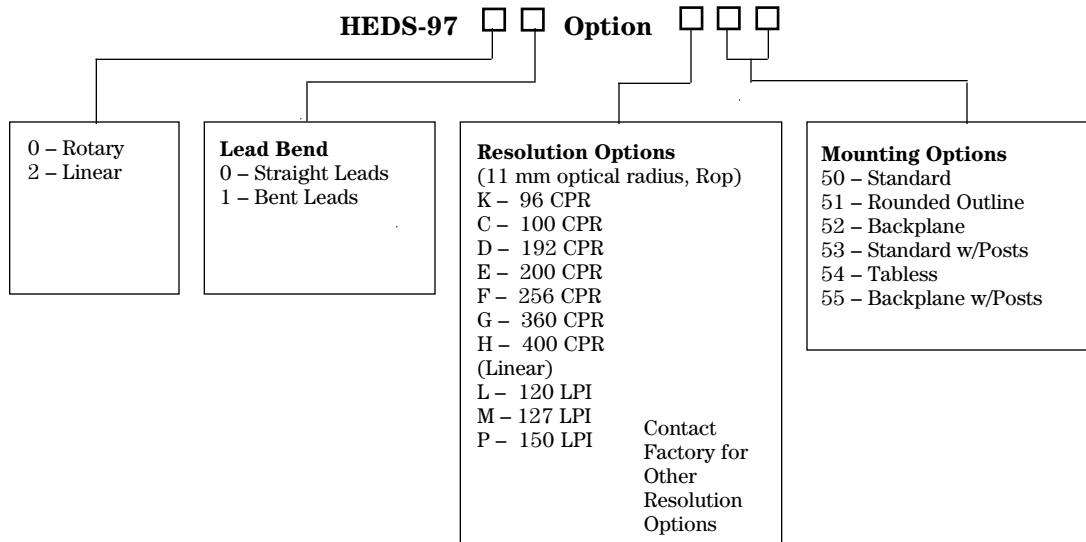 HEDS-97 Option
0 – Rotary
2 – Linear
Lead Bend
0 – Straight Leads
1 – Bent Leads
Resolution Options
(11 mm optical radius, Rop)
K – 96 CPR
C – 100 CPR
D – 192 CPR
E – 200 CPR
F – 256 CPR
G – 360 CPR
H – 400 CPR
(Linear)
L – 120 LPI
M – 127 LPI
P – 150 LPI
Contact
Factory for
Other
Resolution
Options
Mounting Options
50 – Standard
51 – Rounded Outline
52 – Backplane
53 – Standard w/Posts
54 – Tabless
55 – Backplane w/Posts